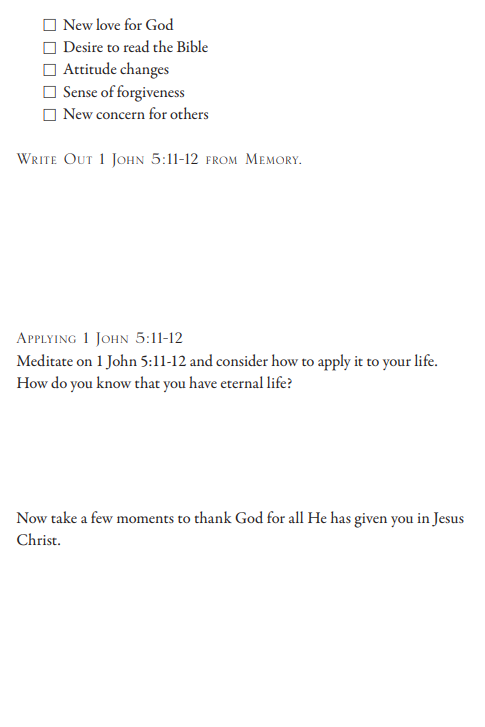 ☐ New love for God
☐ Desire to read the Bible
☐ Attitude changes
☐ Sense of forgiveness
☐ New concern for others
Write Out 1 John 5:11-12 from Memory.
Applying 1 John 5:11-12
Meditate on 1 John 5:11-12 and consider how to apply it to your life.
How do you know that you have eternal life?
Now take a few moments to thank God for all He has given you in Jesus
Christ.